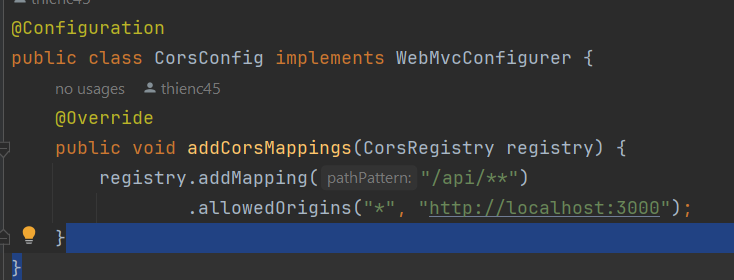 thienc45
@Configuration
public class CorsConfig implements WebMvcConfigurer {
no usages thienc45
@Override
public void addCorsMappings(CorsRegistry registry) {
registry.addMapping( pathPattern: "/api/**")
.allowedOrigins("*", "http://localhost:3000");
}
}